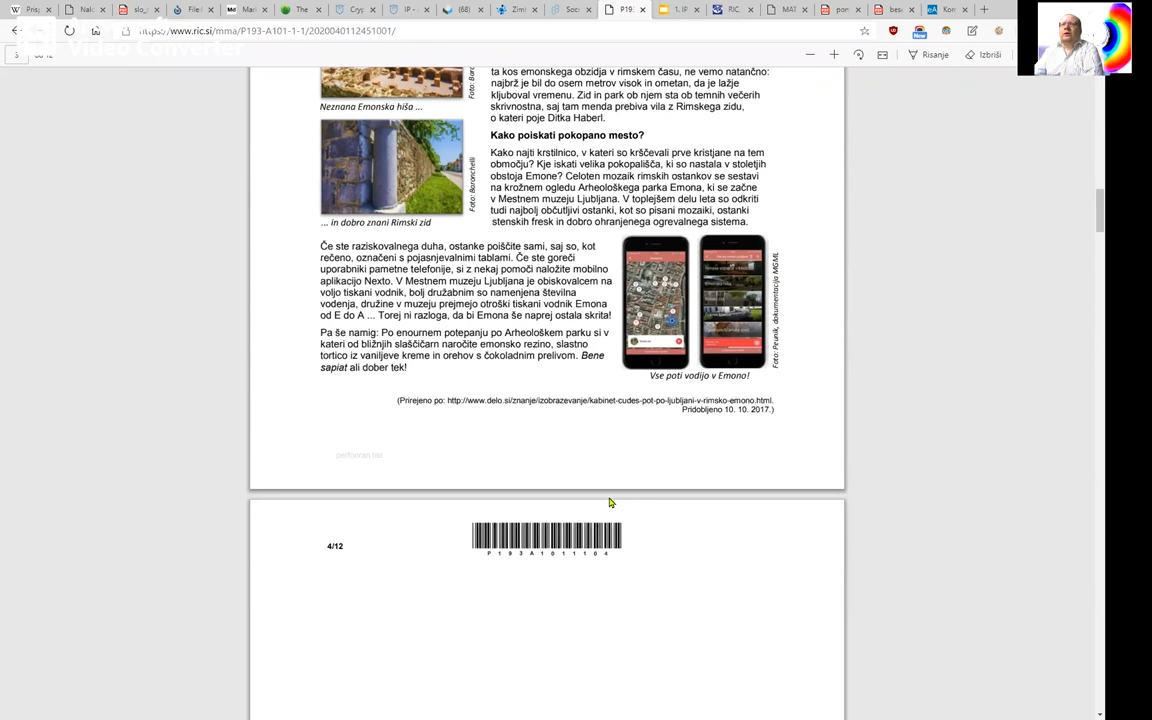 https://www.ric.si/mma/P193-A101-1-1/2020040112451001/
Video Converter
Risanje
Izbriši
ta kos emonskega obzidja v rimskem času, ne vemo natančno:
najbrž je bil do osem metrov visok in ometan, da je lažje
kljuboval vremenu. Zid in park ob njem sta ob temnih večerih
skrivnostna, saj tam menda prebiva vila z Rimskega zidu,
o kateri poje Ditka Haberl.
Neznana Emonska hiša ...
Kako poiskati pokopano mesto?
Kako najti krstilnico, v kateri so krščevali prve kristjane na tem
območju? Kje iskati velika pokopališča, ki so nastala v stoletjih
obstoja Emone? Celoten mozaik rimskih ostankov se sestavi
na krožnem ogledu Arheološkega parka Emona, ki se začne
v Mestnem muzeju Ljubljana. V toplejšem delu leta so odkriti
tudi najbolj občutljivi ostanki, kot so pisani mozaiki, ostanki
stenskih fresk in dobro ohranjenega ogrevalnega sistema.
Foto: Baranchelli
... in dobro znani Rimski zid
Če ste raziskovalnega duha, ostanke poiščite sami, saj so, kot
rečeno, označeni s pojasnjevalnimi tablami. Če ste goreči
uporabniki pametne telefonije, si z nekaj pomoči naložite mobilno
aplikacijo Nexto. V Mestnem muzeju Ljubljana je obiskovalcem na
voljo tiskani vodnik, bolj družabnim so namenjena številna
vodenja, družine v muzeju prejmejo otroški tiskani vodnik Emona
od E do A ... Torej ni razloga, da bi Emona še naprej ostala skrita!
Pa še namig: Po enournem potepanju po Arheološkem parku si v
kateri od bližnjih slaščičarn naročite emonsko rezino, slastno
tortico iz vaniljeve kreme in orehov s čokoladnim prelivom. Bene
sapiat ali dober tek!
Foto: Peunik, dokumentacija MGML
Vse poti vodijo v Emono!
(Prirejeno po: http://www.delo.si/znanje/izobrazevanje/kabinet-cudes-pot-po-ljubljani-v-rimsko-emono.html.
Pridobljeno 10. 10. 2017.)
perforiran list
4/12
P193A1011104